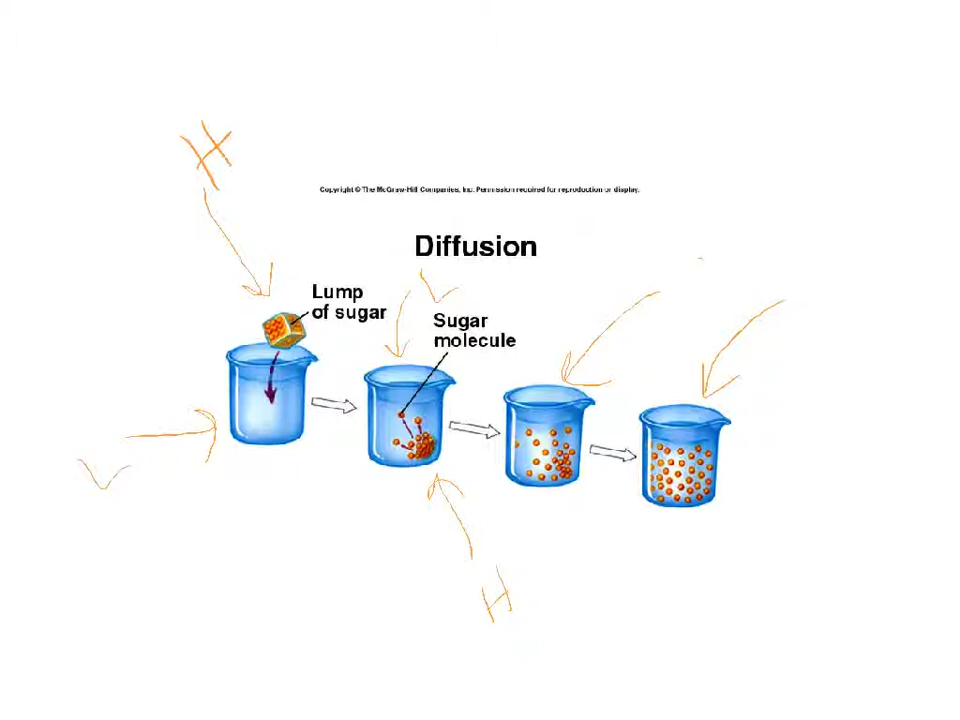 H
Copyright © The McGraw-Hill Companies, Inc. Permission required for reproduction or display.
Diffusion
Lump
of sugar
Sugar
molecule
H